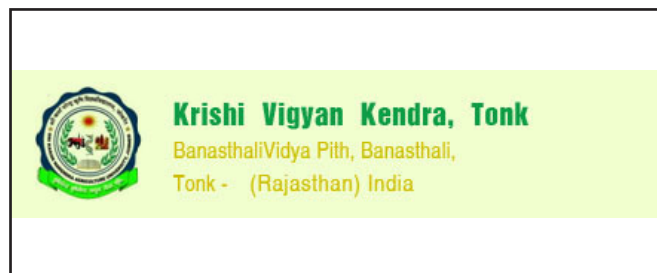 Krishi Vigyan Kendra, Tonk
BanasthaliVidya Pith, Banasthali,
Tonk - (Rajasthan) India